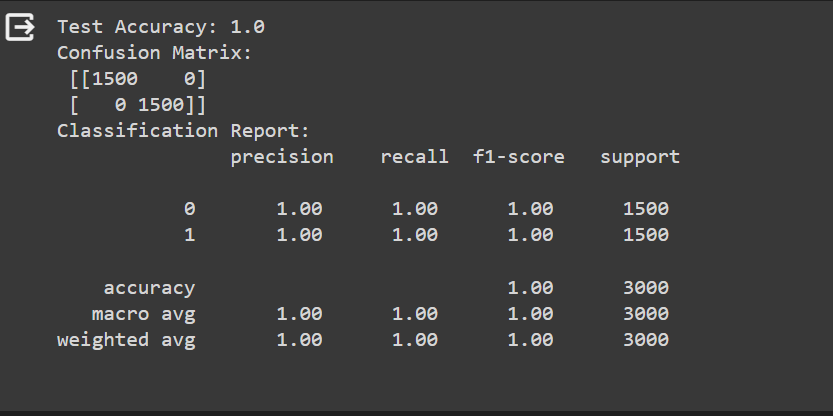 Test Accuracy: 1.0
Confusion Matrix:
[[1500    0]
[   0 1500]]
Classification Report:
precision    recall  f1-score   support
0       1.00      1.00      1.00      1500
1       1.00      1.00      1.00      1500
accuracy                           1.00      3000
macro avg       1.00      1.00      1.00      3000
weighted avg       1.00      1.00      1.00      3000